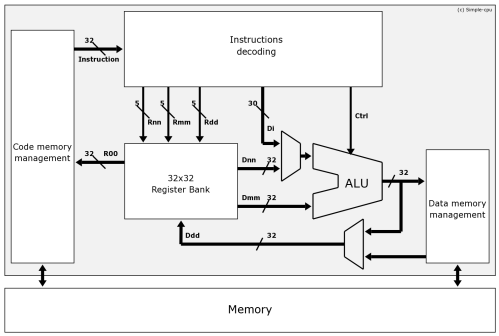 (c) Simple-cpu
32
Instruction
Instructions
decoding
5
Rnn
5
Rmm
5
Rdd
30
Di
Ctrl
Code memory
management
32
R00
32x32
Register Bank
Dnn
32
Dmm
32
ALU
32
Data memory
management
Ddd
32
Memory